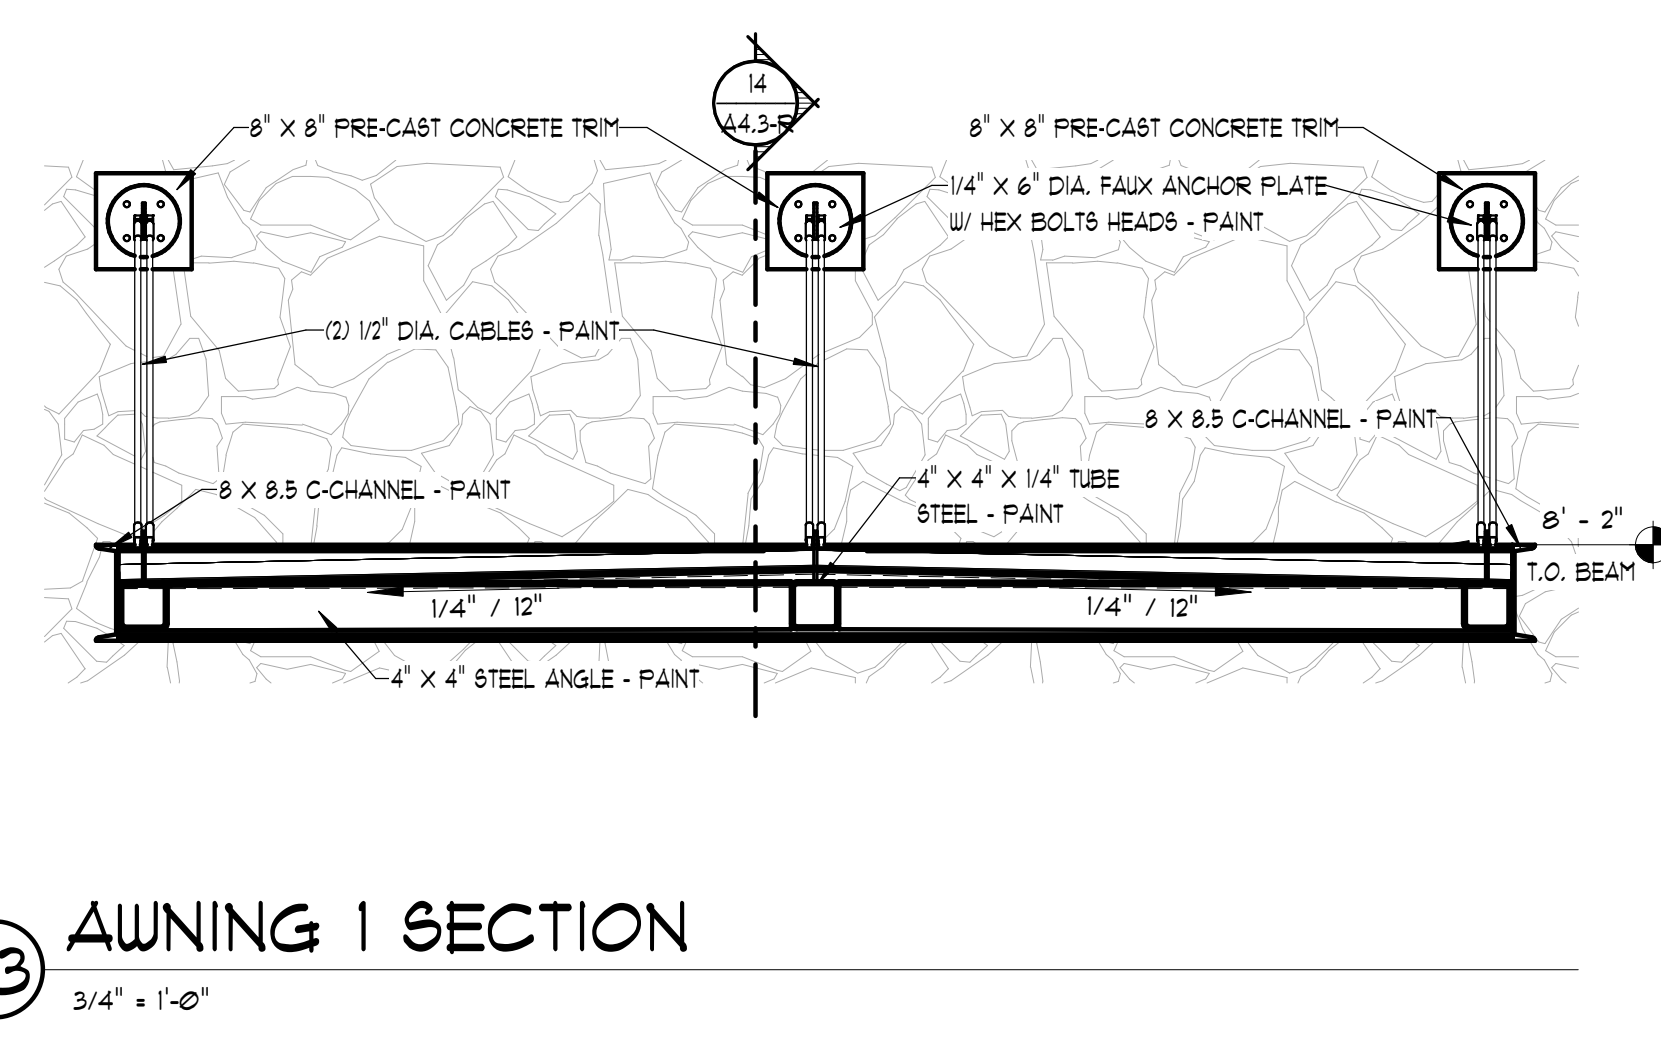 14
A4.3-R
8" X 8" PRE-CAST CONCRETE TRIM
8" X 8" PRE-CAST CONCRETE TRIM
1/4" X 6" DIA. FAUX ANCHOR PLATE
W/ HEX BOLTS HEADS - PAINT
(2) 1/2" DIA. CABLES - PAINT
8 X 8.5 C-CHANNEL - PAINT
8 X 8.5 C-CHANNEL - PAINT
4" X 4" X 1/4" TUBE
STEEL - PAINT
8' - 2"
T.O. BEAM
1/4" / 12"
1/4" / 12"
4" X 4" STEEL ANGLE - PAINT
3
AWNING 1 SECTION
3/4" = 1'-0"